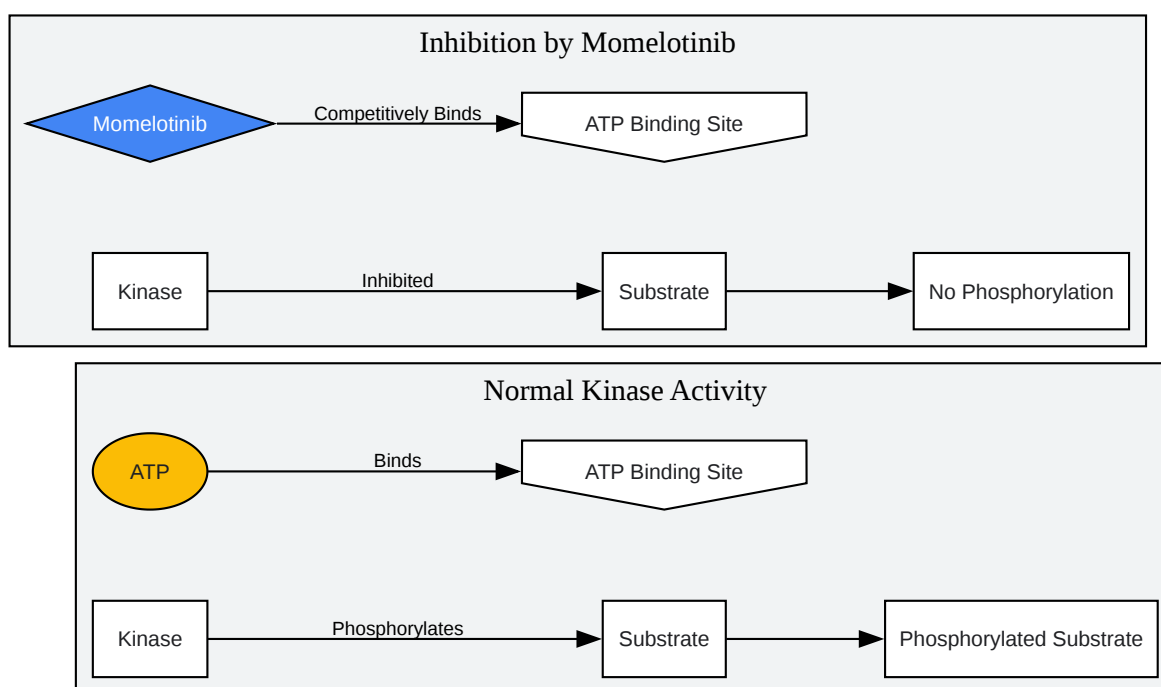 Inhibition by Momelotinib
Momelotinib
Competitively Binds
ATP Binding Site
Kinase
Inhibited
Substrate
No Phosphorylation
Normal Kinase Activity
ATP
Binds
ATP Binding Site
Kinase
Phosphorylates
Substrate
Phosphorylated Substrate